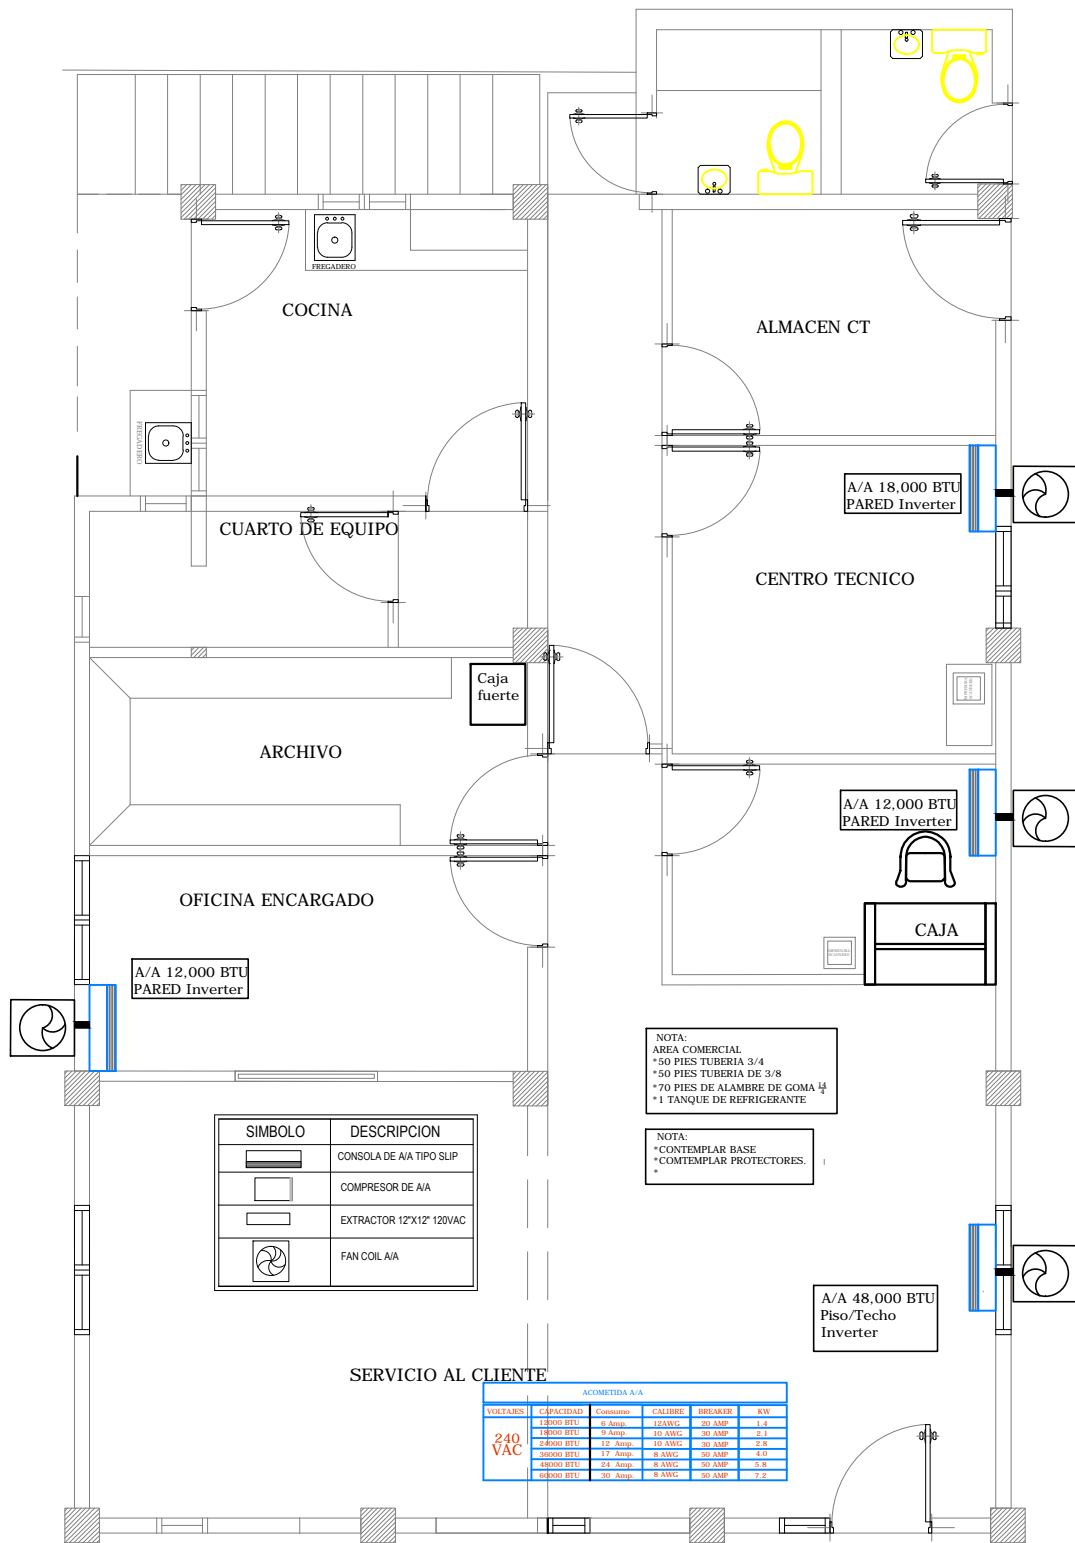 FREGADERO
COCINA
ALMACEN CT
FREGADERO
A/A 18,000 BTU
PARED Inverter
CUARTO DE EQUIPO
CENTRO TECNICO
Caja
fuerte
ARCHIVO
A/A 12,000 BTU
PARED Inverter
OFICINA ENCARGADO
CAJA
A/A 12,000 BTU
PARED Inverter
NOTA:
AREA COMERCIAL
*50 PIES TUBERIA 3/4
*50 PIES TUBERIA DE 3/8
*70 PIES DE ALAMBRE DE GOMA 14/4
*1 TANQUE DE REFRIGERANTE
NOTA:
*CONTEMPLAR BASE
*COMTEMPLAR PROTECTORES.
*
SIMBOLO DESCRIPCION
CONSOLA DE A/A TIPO SLIP
COMPRESOR DE A/A
EXTRACTOR 12"X12" 120VAC
FAN COIL A/A
A/A 48,000 BTU
Piso/Techo
Inverter
SERVICIO AL CLIENTE
ACOMETIDA A/A
VOLTAJES CAPACIDAD Consumo CALIBRE BREAKER KW
240 VAC
12000 BTU 6 Amp. 12AWG 20 AMP 1.4
18000 BTU 9 Amp. 10 AWG 30 AMP 2.1
24000 BTU 12 Amp. 10 AWG 30 AMP 2.8
36000 BTU 17 Amp. 8 AWG 50 AMP 4.0
48000 BTU 24 Amp. 8 AWG 50 AMP 5.8
60000 BTU 30 Amp. 8 AWG 50 AMP 7.2